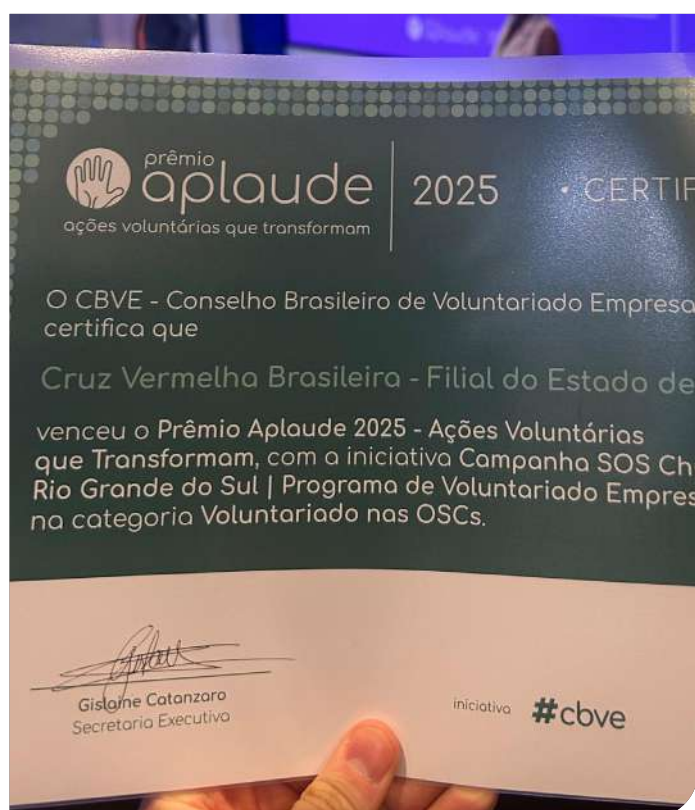 prêmio
aplaude
ações voluntárias que transformam
2025
• CERTIF
O CBVE - Conselho Brasileiro de Voluntariado Empresa
certifica que
Cruz Vermelha Brasileira - Filial do Estado de
venceu o Prêmio Aplaude 2025 - Ações Voluntárias
que Transformam, com a iniciativa Campanha SOS Ch
Rio Grande do Sul | Programa de Voluntariado Empres
na categoria Voluntariado nas OSCs.
Gislaine Catanzaro
Secretaria Executiva
iniciativa #cbve